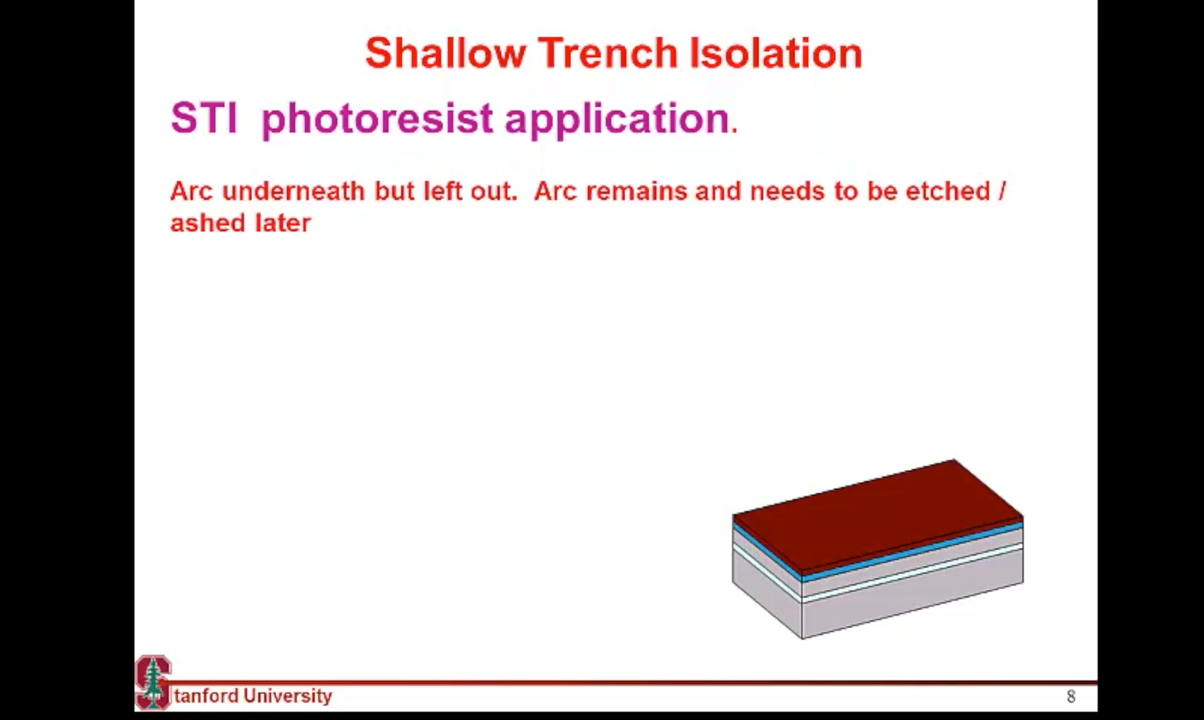 Shallow Trench Isolation
STI photoresist application.
Arc underneath but left out. Arc remains and needs to be etched /
ashed later
Stanford University
8